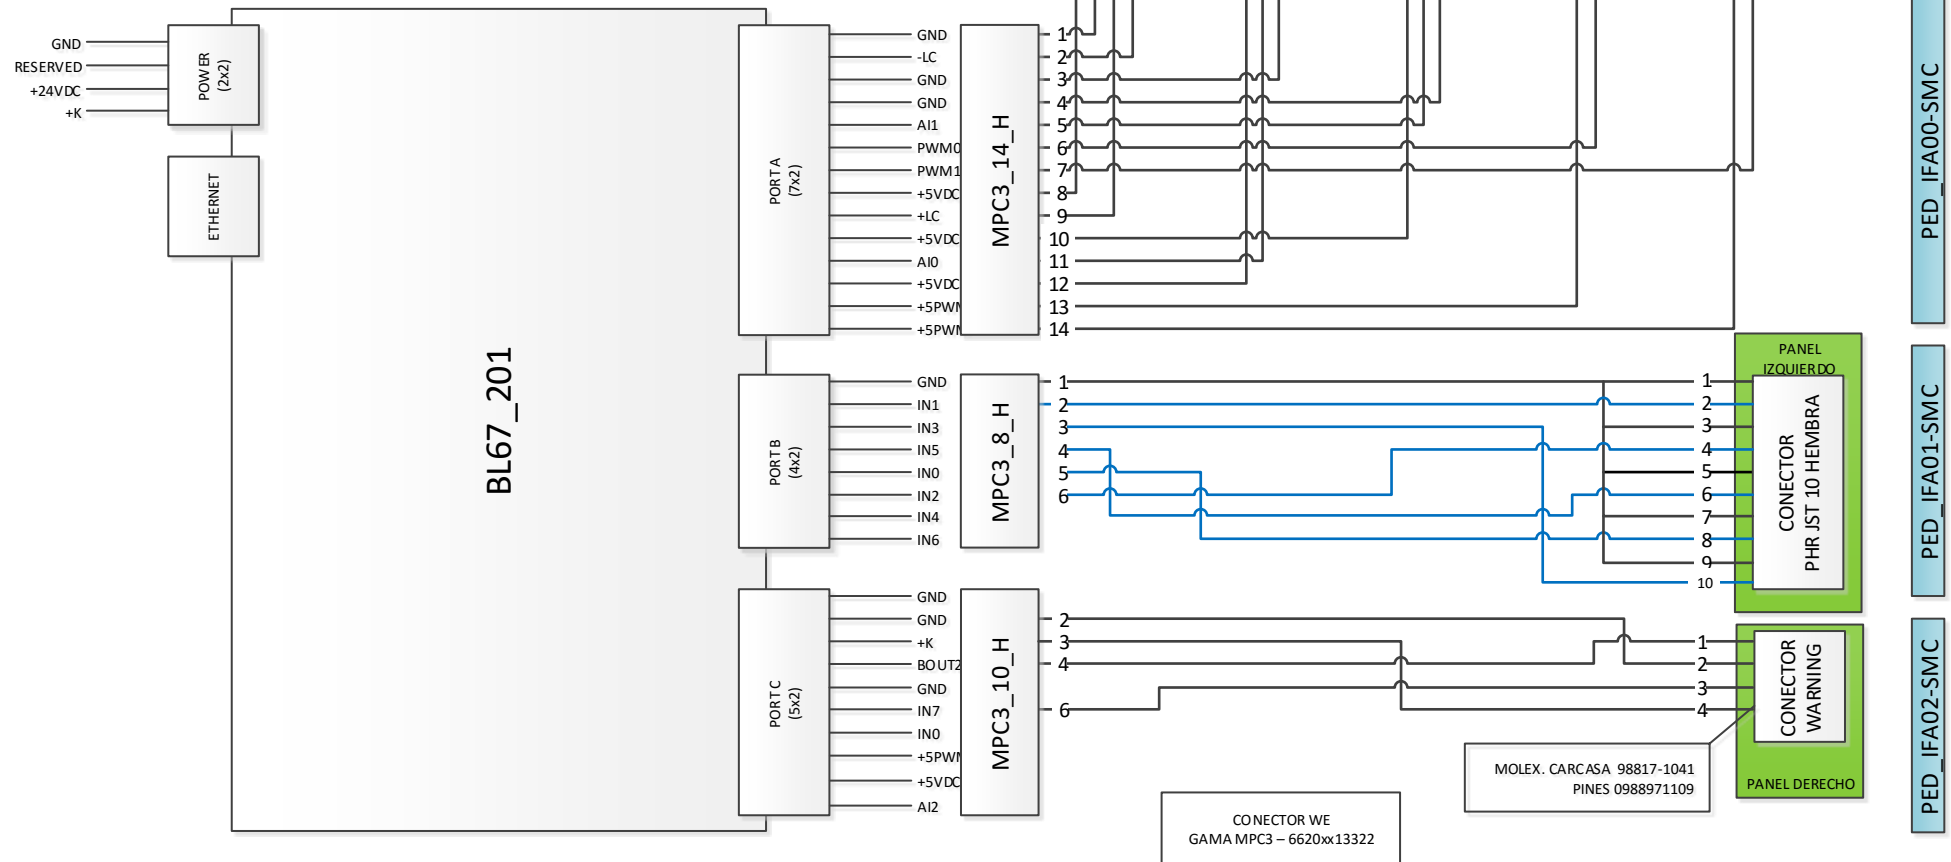 GND
RESERVED
+24VDC
+K
POWER
(2x2)
ETHERNET
BL67_201
PORT A
(7x2)
GND
-LC
GND
GND
AI1
PWM0
PWM1
+5VDC
+LC
+5VDC
AI0
+5VDC
+5PWM
+5PWM
MPC3_14_H
1
2
3
4
5
6
7
8
9
10
11
12
13
14
PED_IFA00-SMC
PORT B
(4x2)
GND
IN1
IN3
IN5
IN0
IN2
IN4
IN6
MPC3_8_H
1
2
3
4
5
6
PANEL
IZQUIERDO
1
2
3
4
5
6
7
8
9
10
CONECTOR
PHR JST 10 HEMBRA
PED_IFA01-SMC
PORT C
(5x2)
GND
GND
+K
BOUT2
GND
IN7
IN0
+5PWM
+5VDC
AI2
MPC3_10_H
2
3
4
6
1
2
3
4
CONECTOR
WARNING
PANEL DERECHO
PED_IFA02-SMC
MOLEX. CARCASA 98817-1041
PINES 0988971109
CONECTOR WE
GAMA MPC3 – 6620xx13322